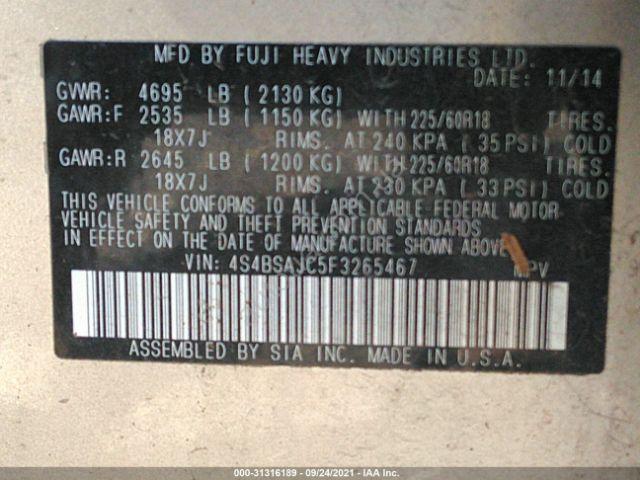 MFD BY FUJI HEAVY INDUSTRIES LTD.
DATE: 11/14
GVWR: 4695 LB (2130 KG)
GAWR:F 2535 LB (1150 KG) WITH 225/60R18 TIRES.
18X7J RIMS. AT 240 KPA (35 PSI) COLD
GAWR:R 2645 LB (1200 KG) WITH 225/60R18 TIRES.
18X7J RIMS. AT 230 KPA (33 PSI) COLD
THIS VEHICLE CONFORMS TO ALL APPLICABLE FEDERAL MOTOR
VEHICLE SAFETY AND THEFT PREVENTION STANDARDS
IN EFFECT ON THE DATE OF MANUFACTURE SHOWN ABOVE.
VIN: 4S4BSAJC5F3265467 MPV
ASSEMBLED BY SIA INC. MADE IN U.S.A.
000-31316189 - 09/24/2021 - IAA Inc.